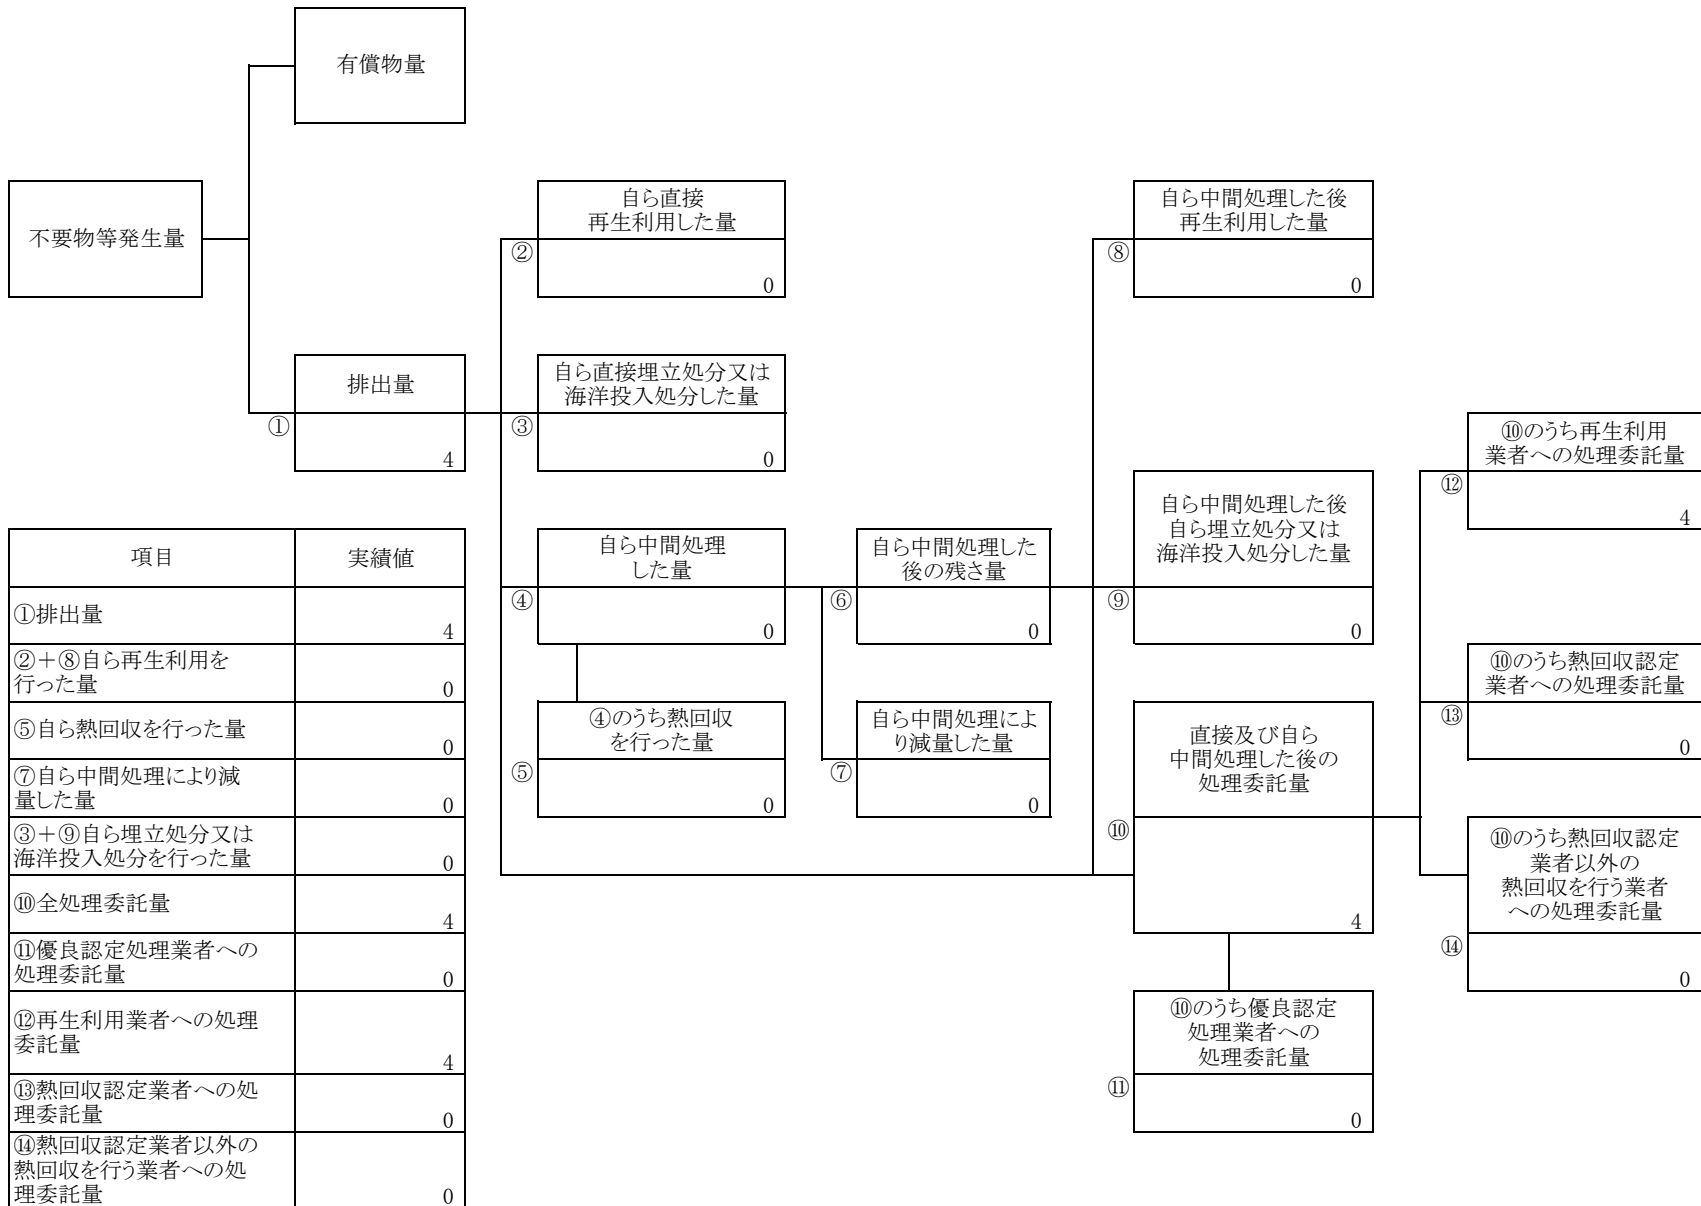 有償物量
不要物等発生量
自ら直接
再生利用した量
②
0
自ら中間処理した後
再生利用した量
⑧
0
排出量
①
4
自ら直接埋立処分又は
海洋投入処分した量
③
0
⑩のうち再生利用
業者への処理委託量
⑫
4
自ら中間処理
した量
④
0
自ら中間処理した
後の残さ量
⑥
0
自ら中間処理した後
自ら埋立処分又は
海洋投入処分した量
⑨
0
⑩のうち熱回収認定
業者への処理委託量
⑬
0
④のうち熱回収
を行った量
⑤
0
自ら中間処理によ
り減量した量
⑦
0
直接及び自ら
中間処理した後の
処理委託量
⑩
4
⑩のうち熱回収認定
業者以外の
熱回収を行う業者
への処理委託量
⑭
0
⑩のうち優良認定
処理業者への
処理委託量
⑪
0
項目 実績値
①排出量
4
②+⑧自ら再生利用を
行った量
0
⑤自ら熱回収を行った量
0
⑦自ら中間処理により減
量した量
0
③+⑨自ら埋立処分又は
海洋投入処分を行った量
0
⑩全処理委託量
4
⑪優良認定処理業者への
処理委託量
0
⑫再生利用業者への処理
委託量
4
⑬熱回収認定業者への処
理委託量
0
⑭熱回収認定業者以外の
熱回収を行う業者への処
理委託量
0